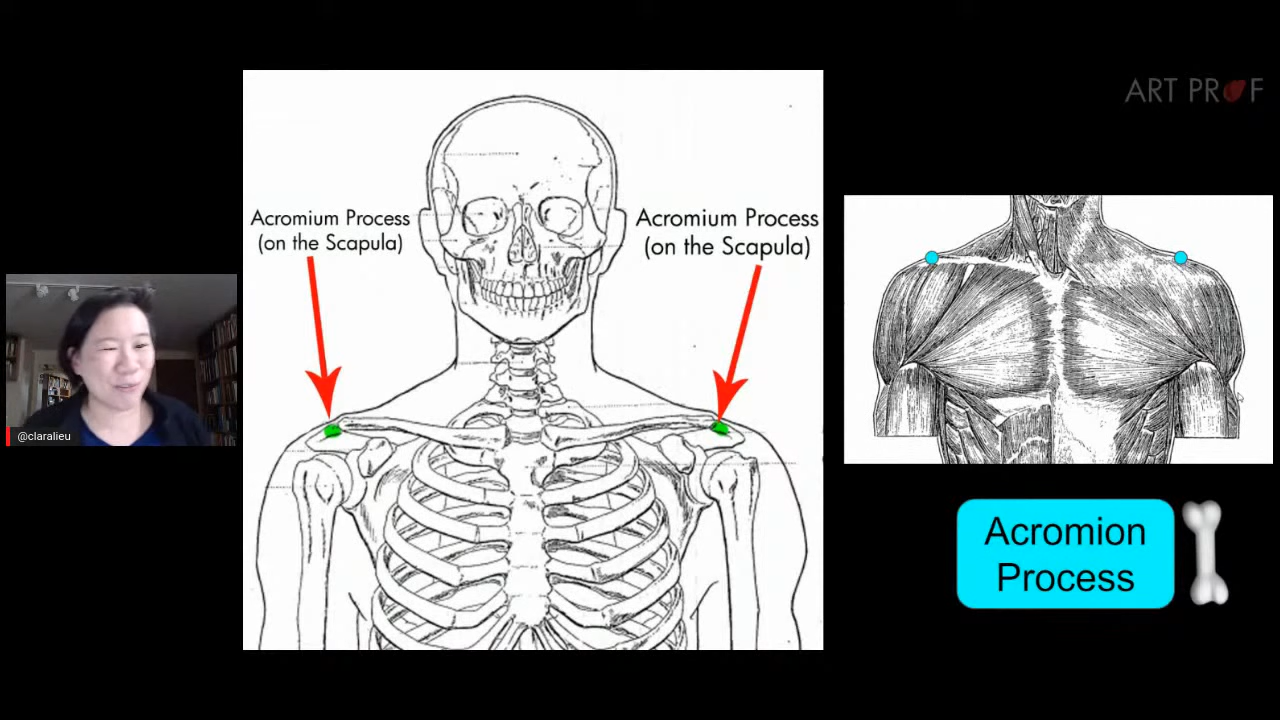 ART PROF
Acromium Process
(on the Scapula)
Acromium Process
(on the Scapula)
@claralieu
Acromion
Process